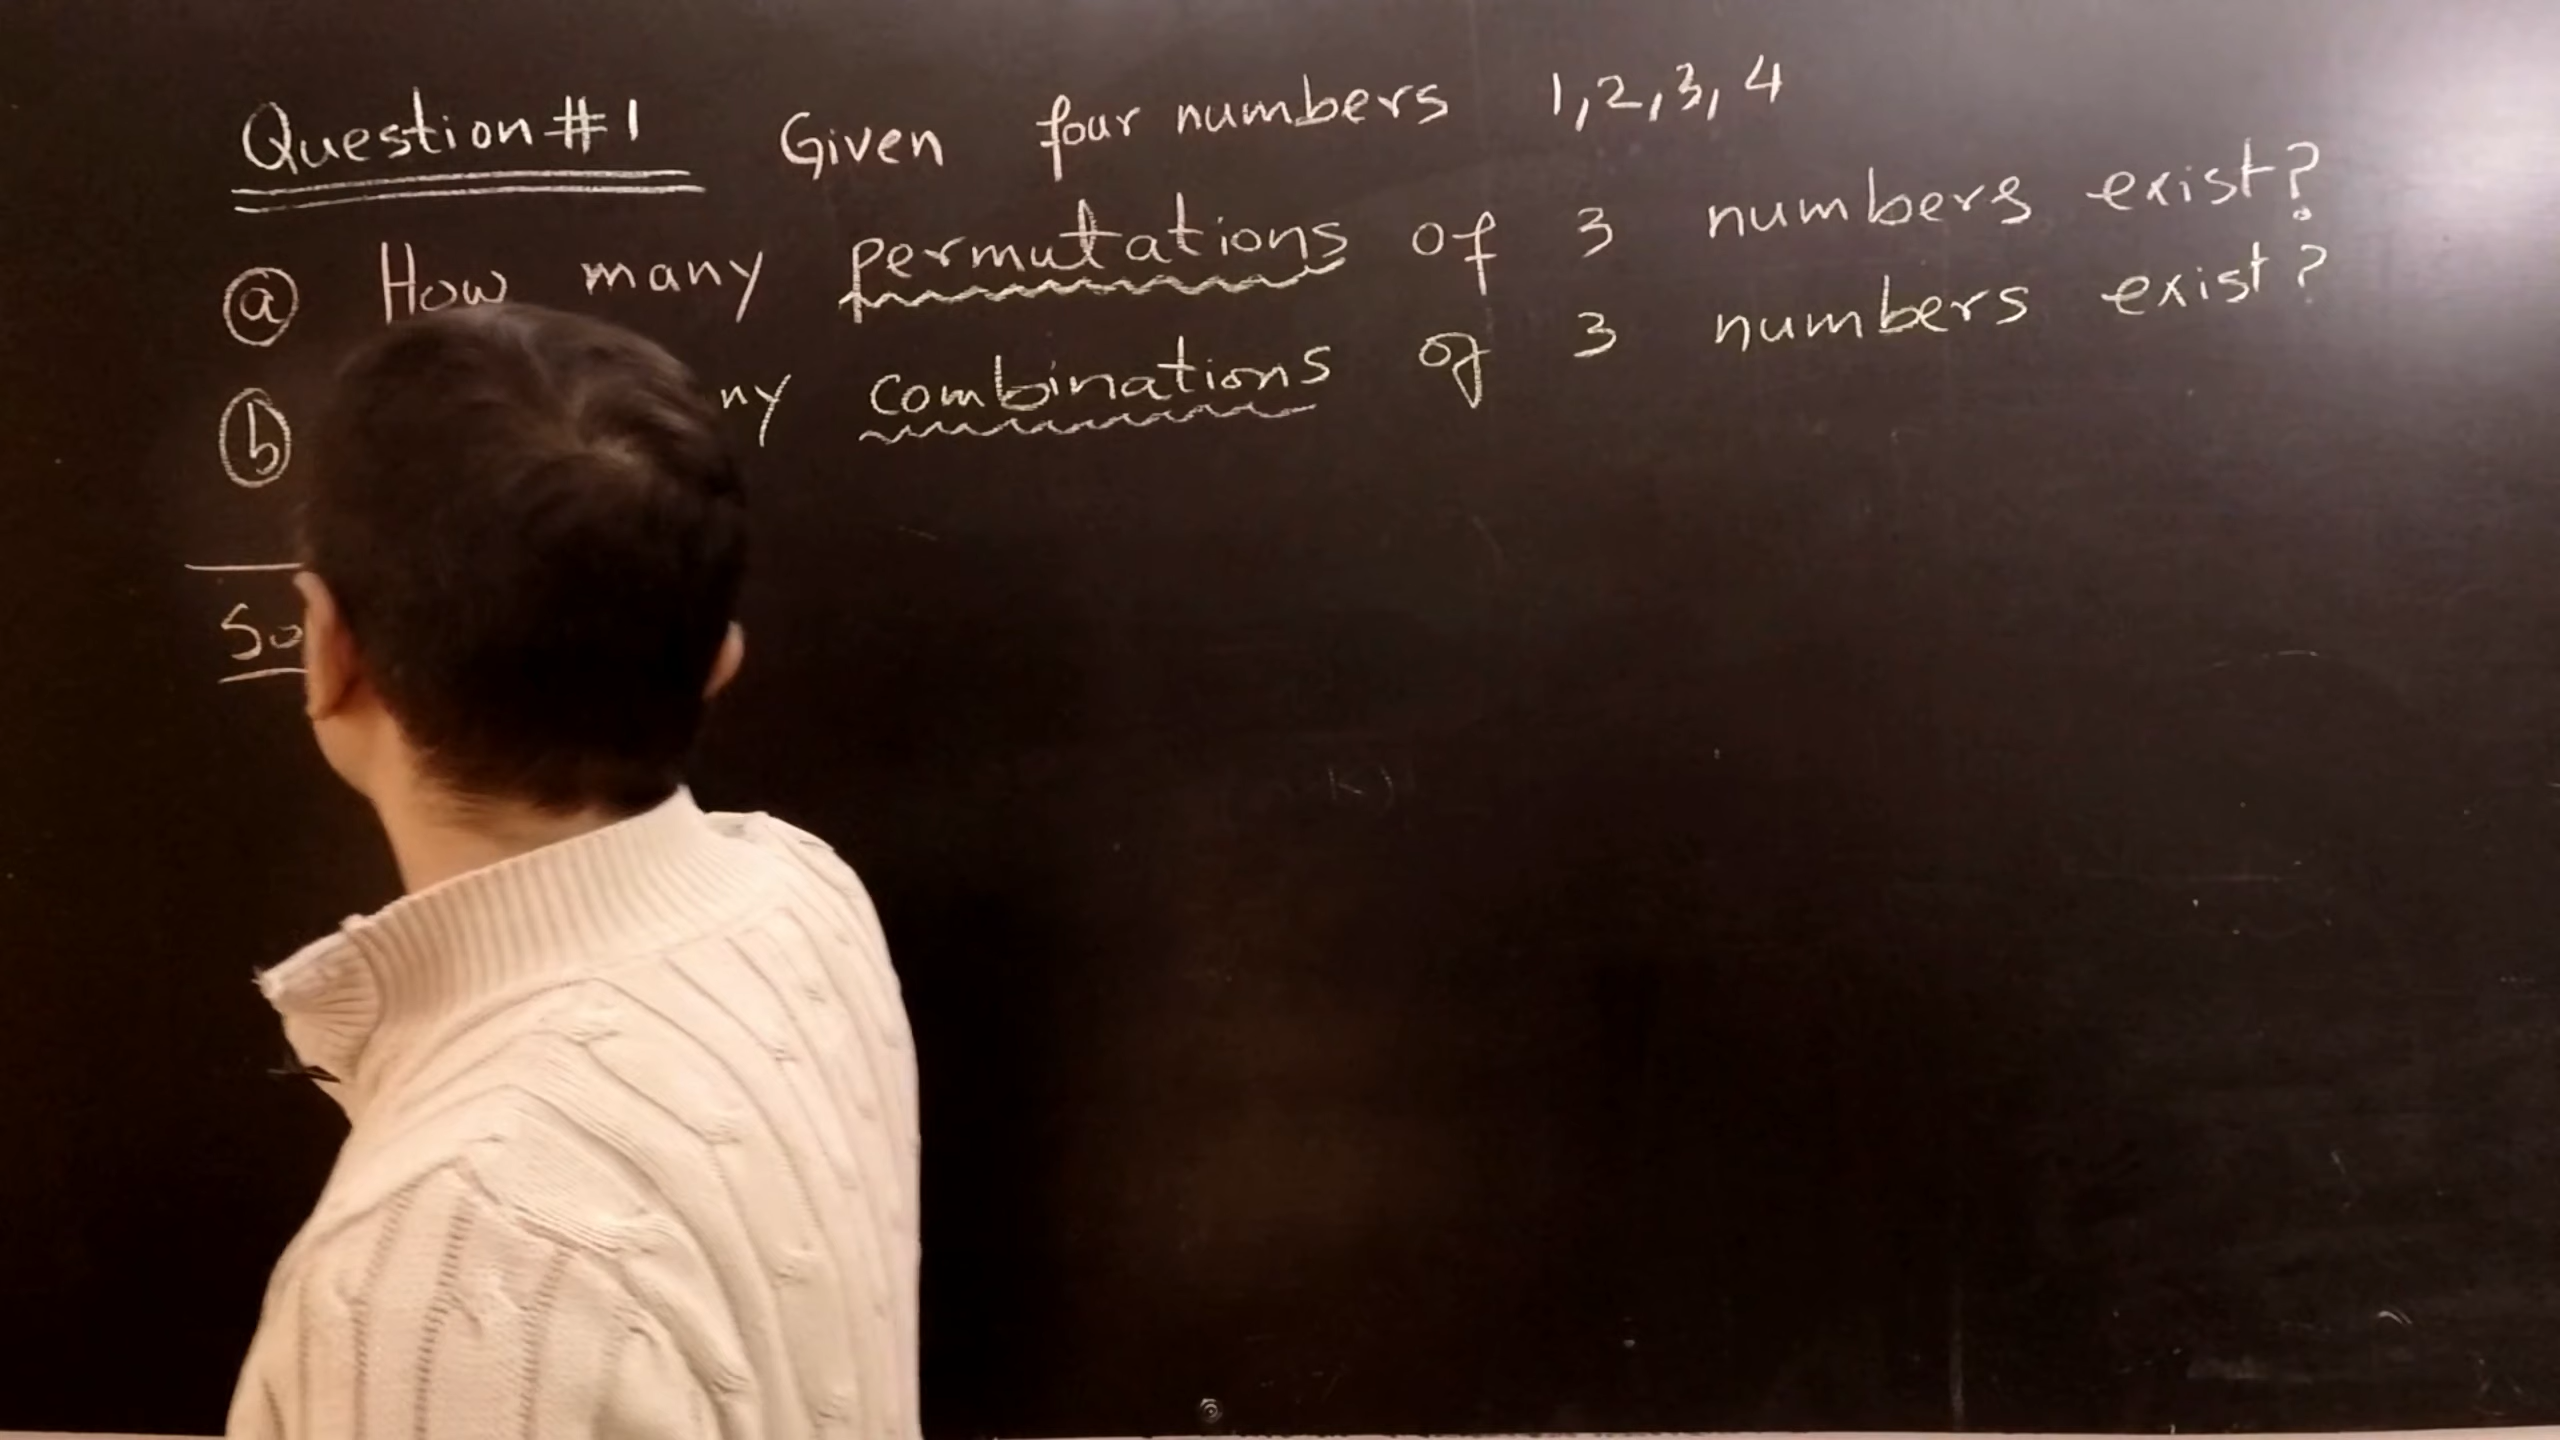 Question #1 Given four numbers 1,2,3,4
(a) How many permutations of 3 numbers exist?
(b) ny combinations of 3 numbers exist?
So